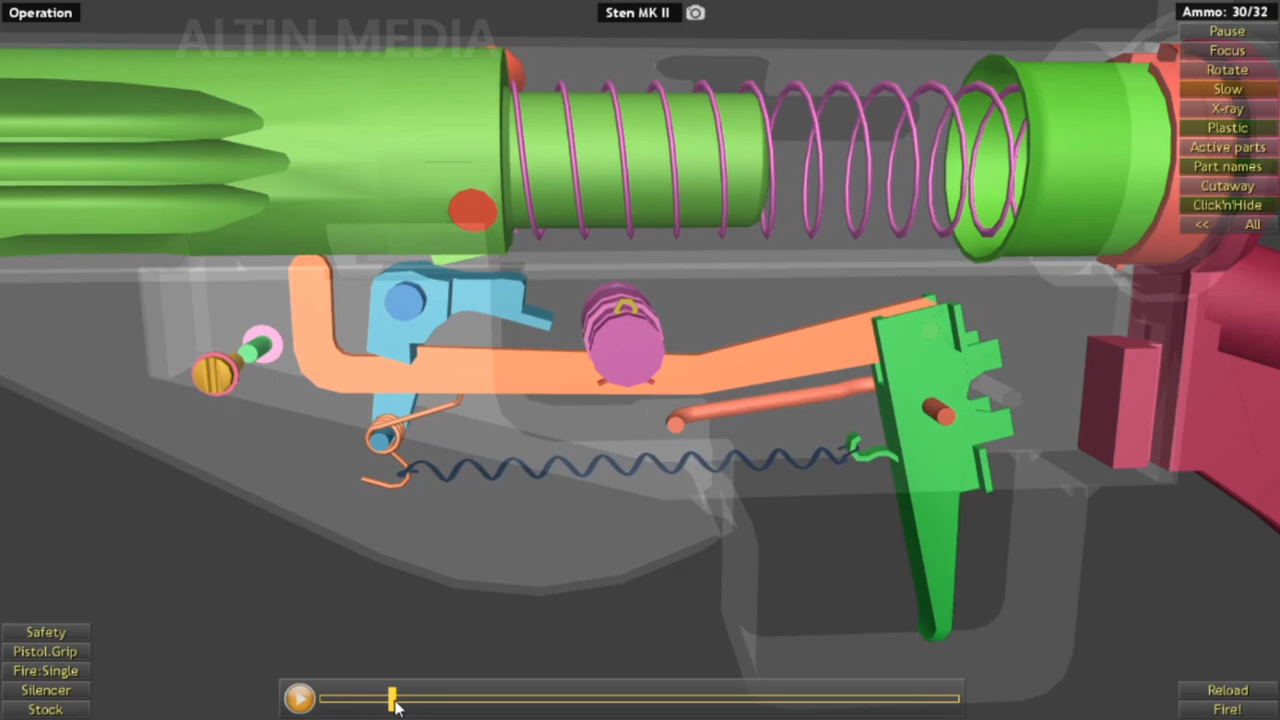 Operation
Sten MK II
Ammo: 30/32
ALTIN MEDIA
Pause
Focus
Rotate
Slow
X-ray
Plastic
Active parts
Part names
Cutaway
Click'n'Hide
<< All
Safety
Pistol.Grip
Fire:Single
Silencer
Stock
Reload
Fire!